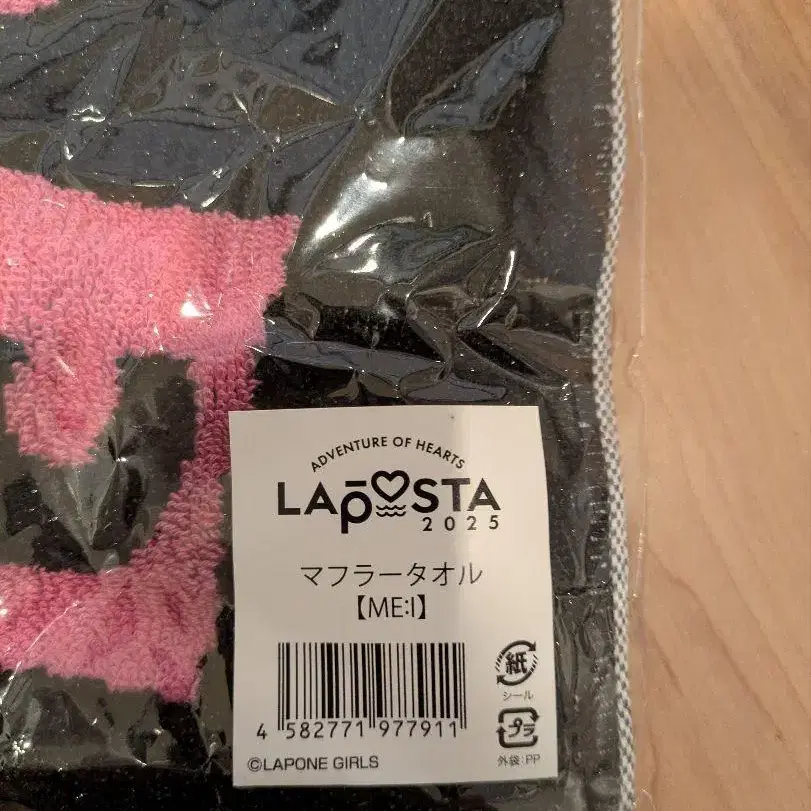 ADVENTURE OF HEARTS
LAPOSTA
2025
マフラータオル
【ME:I】
4 582771 977911
©LAPONE GIRLS
紙
シール
プラ
外袋:PP